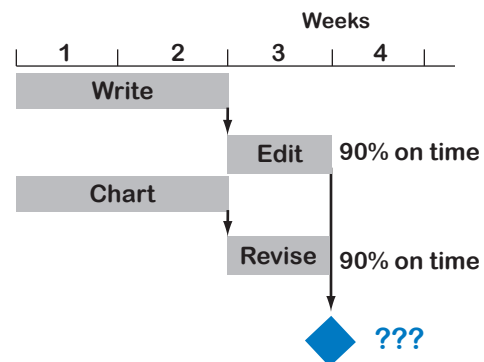 Weeks
1 2 3 4
Write
Edit 90% on time
Chart
Revise 90% on time
???